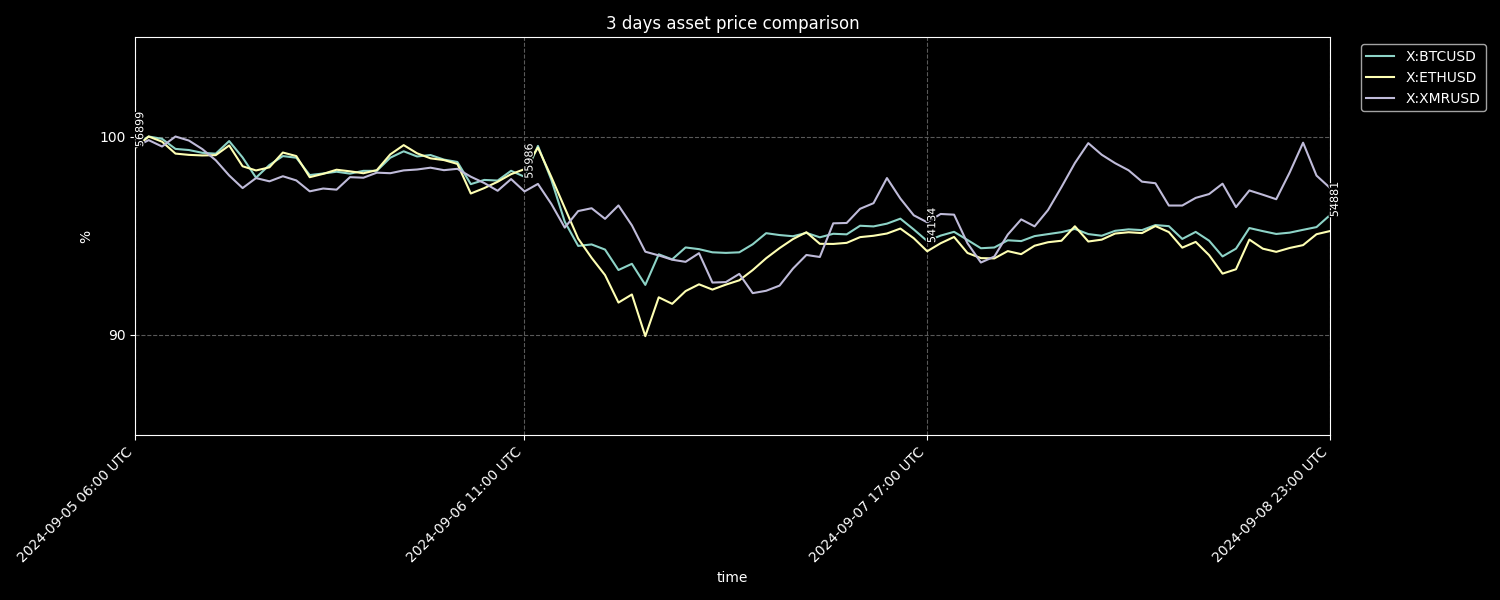 3 days asset price comparison
X:BTCUSD
X:ETHUSD
X:XMRUSD
56899
100
55986
54134
54881
%
90
2024-09-05 06:00 UTC
2024-09-06 11:00 UTC
2024-09-07 17:00 UTC
2024-09-08 23:00 UTC
time